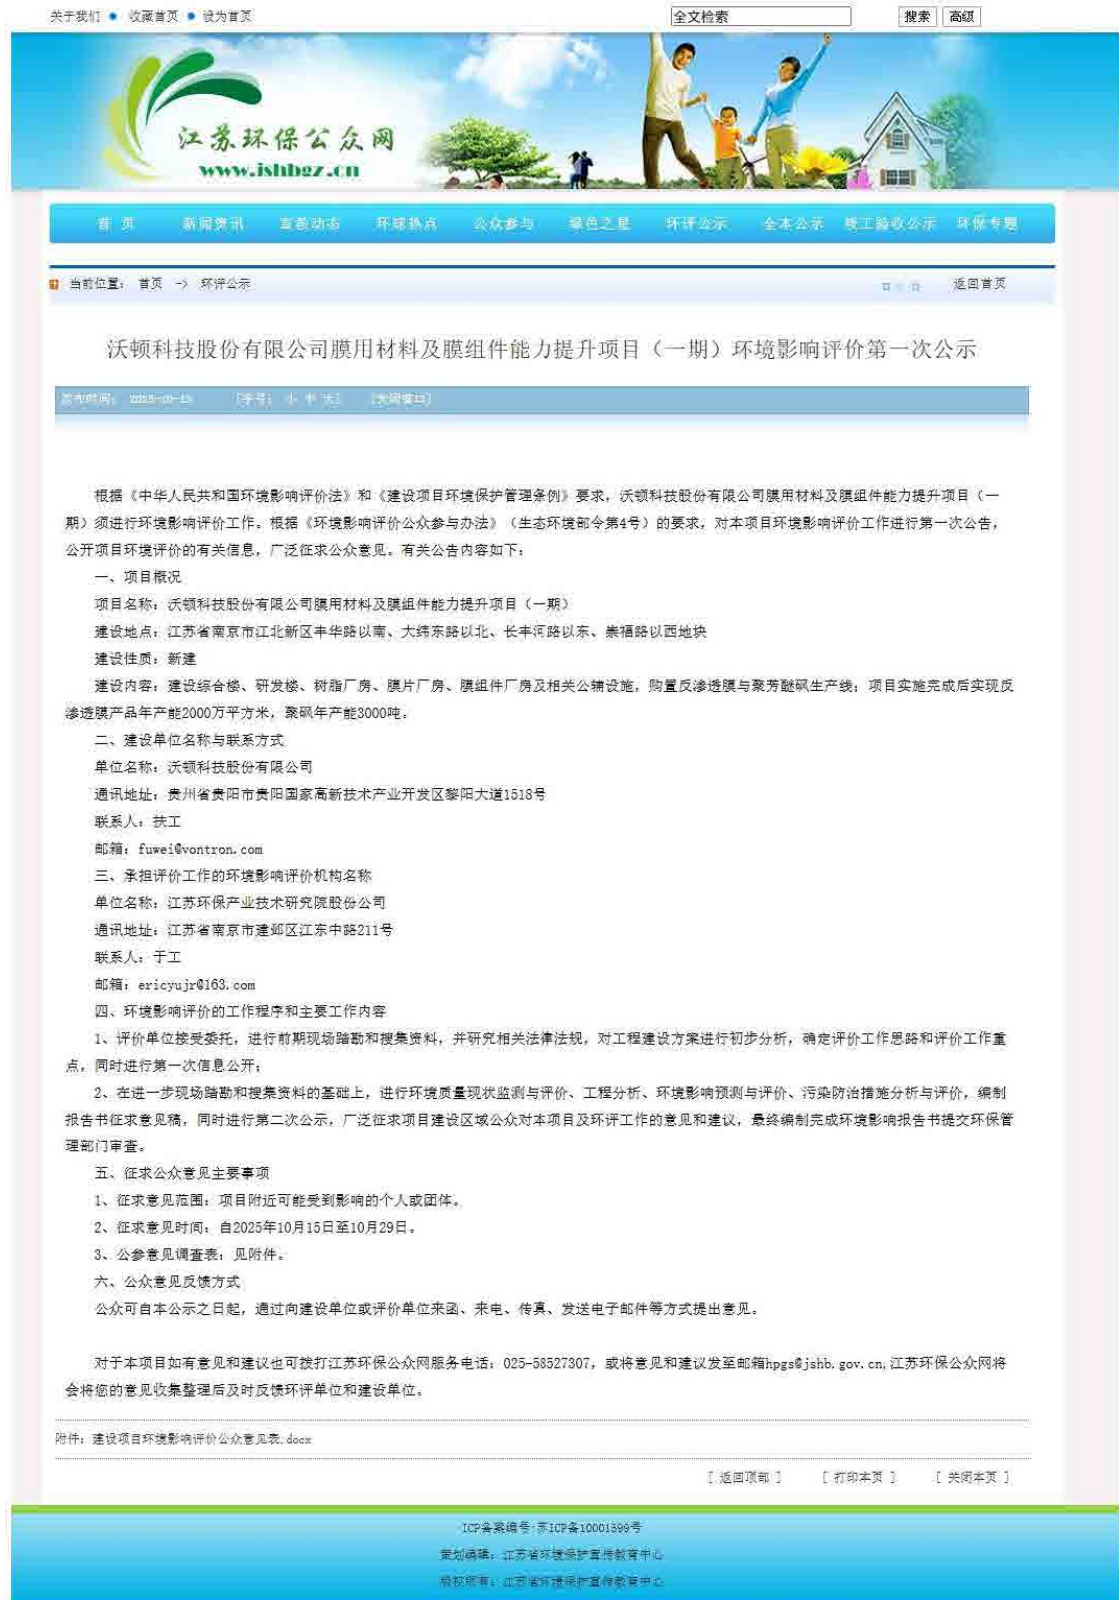 关于我们 收藏首页 设为首页 全文检索 搜索 高级
江苏环保公众网
www.jshbgz.cn
首 页 新闻资讯 宣教动态 环球热点 公众参与 绿色之星 环评公示 全本公示 竣工验收公示 环保专题
当前位置： 首页 -> 环评公示 返回首页
沃顿科技股份有限公司膜用材料及膜组件能力提升项目（一期）环境影响评价第一次公示
发布时间： 2025-10-15 [字号： 小 中 大] [关闭窗口]
根据《中华人民共和国环境影响评价法》和《建设项目环境保护管理条例》要求，沃顿科技股份有限公司膜用材料及膜组件能力提升项目（一
期）须进行环境影响评价工作。根据《环境影响评价公众参与办法》（生态环境部令第4号）的要求，对本项目环境影响评价工作进行第一次公告，
公开项目环境评价的有关信息，广泛征求公众意见。有关公告内容如下：
一、项目概况
项目名称：沃顿科技股份有限公司膜用材料及膜组件能力提升项目（一期）
建设地点：江苏省南京市江北新区丰华路以南、大纬东路以北、长丰河路以东、崇福路以西地块
建设性质：新建
建设内容：建设综合楼、研发楼、树脂厂房、膜片厂房、膜组件厂房及相关公辅设施，购置反渗透膜与聚芳醚砜生产线；项目实施完成后实现反
渗透膜产品年产能2000万平方米，聚砜年产能3000吨。
二、建设单位名称与联系方式
单位名称：沃顿科技股份有限公司
通讯地址：贵州省贵阳市贵阳国家高新技术产业开发区黎阳大道1518号
联系人：扶工
邮箱：fuwei@vontron.com
三、承担评价工作的环境影响评价机构名称
单位名称：江苏环保产业技术研究院股份公司
通讯地址：江苏省南京市建邺区江东中路211号
联系人：于工
邮箱：ericyujr@163.com
四、环境影响评价的工作程序和主要工作内容
1、评价单位接受委托，进行前期现场踏勘和搜集资料，并研究相关法律法规，对工程建设方案进行初步分析，确定评价工作思路和评价工作重
点，同时进行第一次信息公开；
2、在进一步现场踏勘和搜集资料的基础上，进行环境质量现状监测与评价、工程分析、环境影响预测与评价、污染防治措施分析与评价，编制
报告书征求意见稿，同时进行第二次公示，广泛征求项目建设区域公众对本项目及环评工作的意见和建议，最终编制完成环境影响报告书提交环保管
理部门审查。
五、征求公众意见主要事项
1、征求意见范围：项目附近可能受到影响的个人或团体。
2、征求意见时间：自2025年10月15日至10月29日。
3、公参意见调查表：见附件。
六、公众意见反馈方式
公众可自本公示之日起，通过向建设单位或评价单位来函、来电、传真、发送电子邮件等方式提出意见。
对于本项目如有意见和建议也可拨打江苏环保公众网服务电话：025-58527307，或将意见和建议发至邮箱hpgs@jshb.gov.cn,江苏环保公众网将
会将您的意见收集整理后及时反馈环评单位和建设单位。
附件：建设项目环境影响评价公众意见表.docx
[ 返回顶部 ] [ 打印本页 ] [ 关闭本页 ]
ICP备案编号:苏ICP备10001599号
策划编辑：江苏省环境保护宣传教育中心
版权所有：江苏省环境保护宣传教育中心